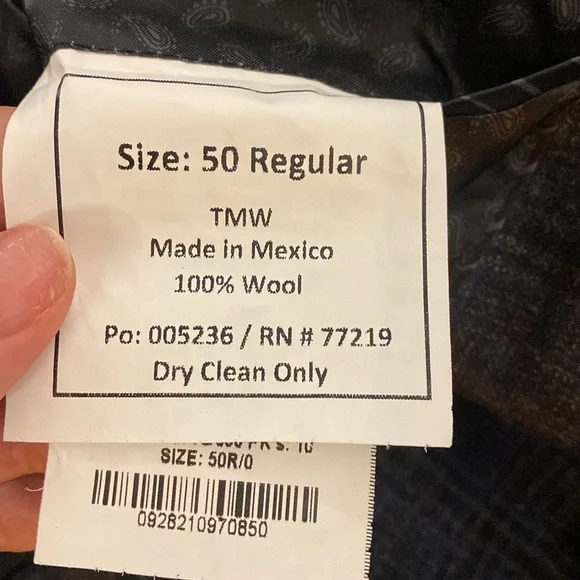 Size: 50 Regular
TMW
Made in Mexico
100% Wool
Po: 005236 / RN # 77219
Dry Clean Only
SIZE: 50R/0
0928210970850